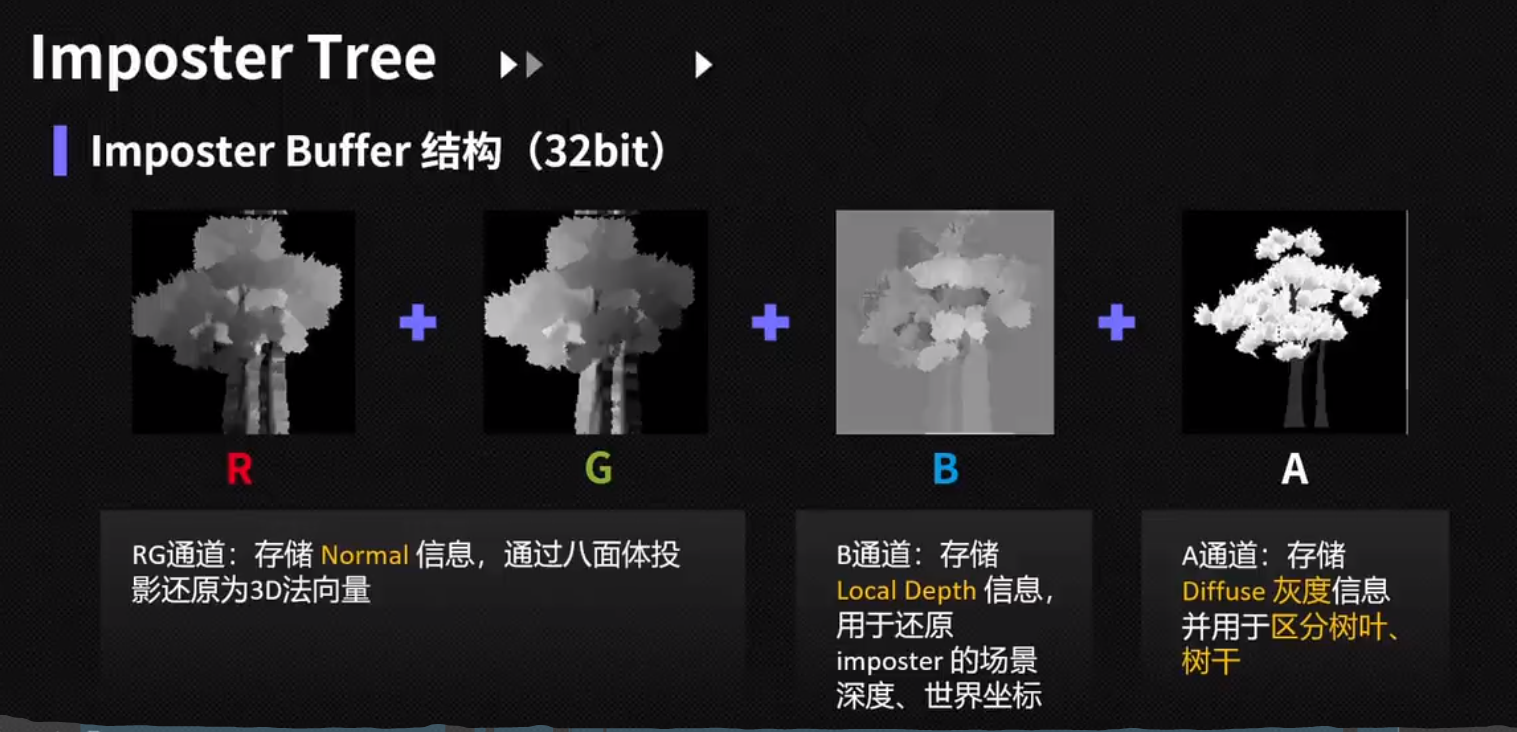 Imposter Tree
Imposter Buffer 结构（32bit）
R
G
B
A
RG通道：存储 Normal 信息，通过八面体投
影还原为3D法向量
B通道：存储
Local Depth 信息，
用于还原
imposter 的场景
深度、世界坐标
A通道：存储
Diffuse 灰度信息
并用于区分树叶、
树干